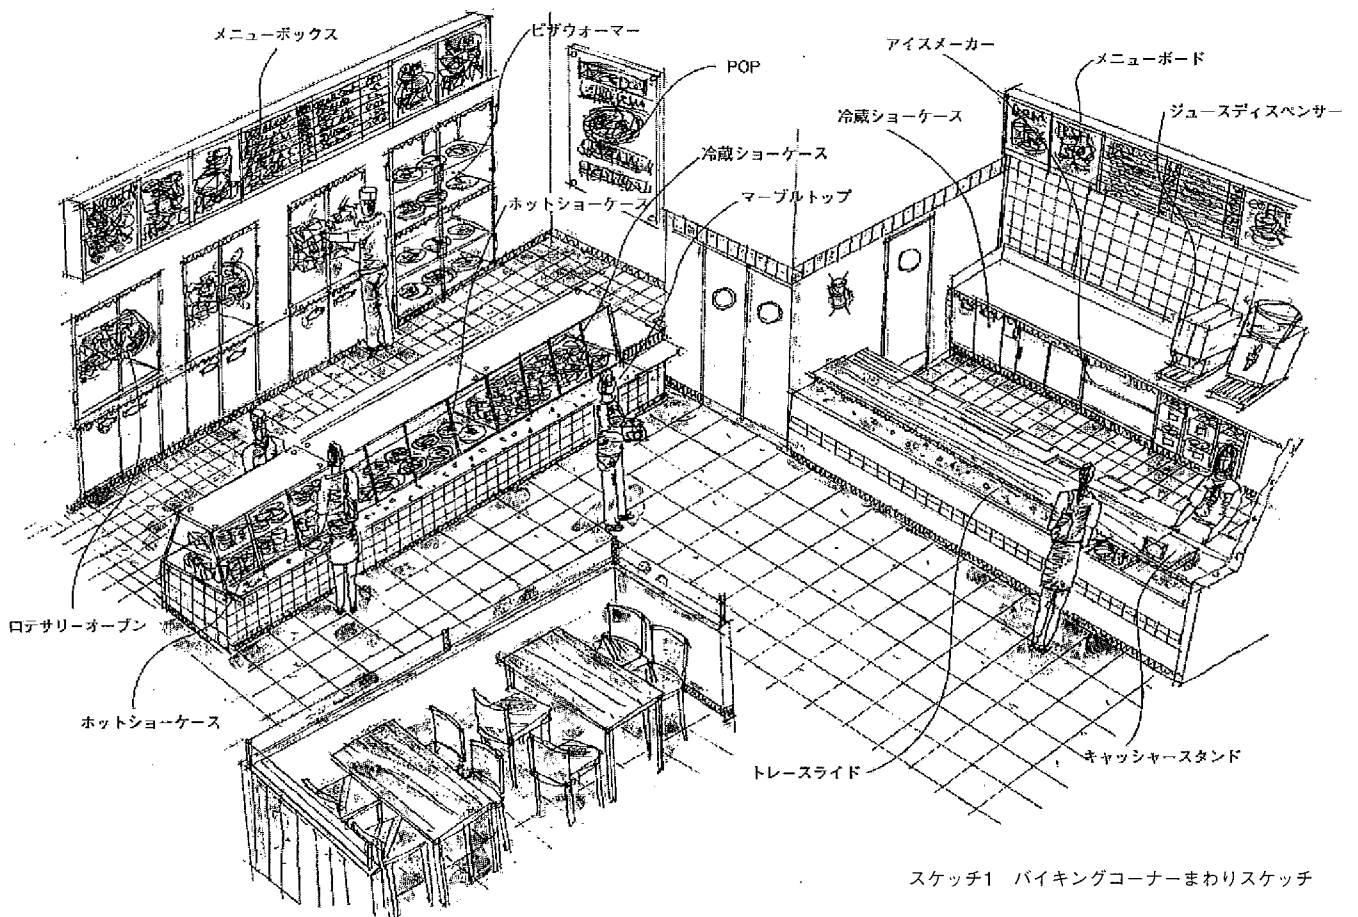 メニューボックス
ピザウォーマー
POP
アイスメーカー
メニューボード
冷蔵ショーケース
ジュースディスペンサー
冷蔵ショーケース
ホットショーケース
マーブルトップ
ロテサリーオーブン
ホットショーケース
トレースライド
キャッシャースタンド
スケッチ1 バイキングコーナーまわりスケッチ